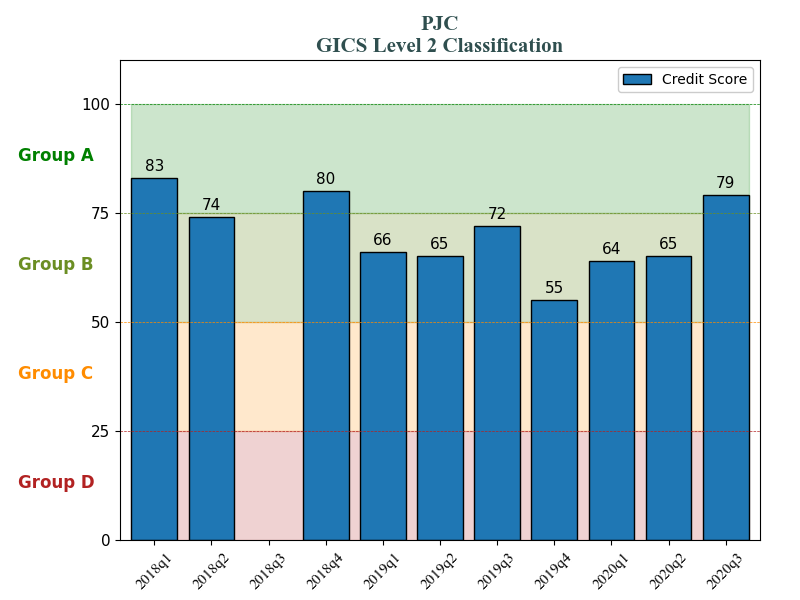 PJC
GICS Level 2 Classification
Credit Score
100
Group A
83
80
79
75
74
72
Group B
66
65
64
65
55
50
Group C
25
Group D
0
2018q1 2018q2 2018q3 2018q4 2019q1 2019q2 2019q3 2019q4 2020q1 2020q2 2020q3